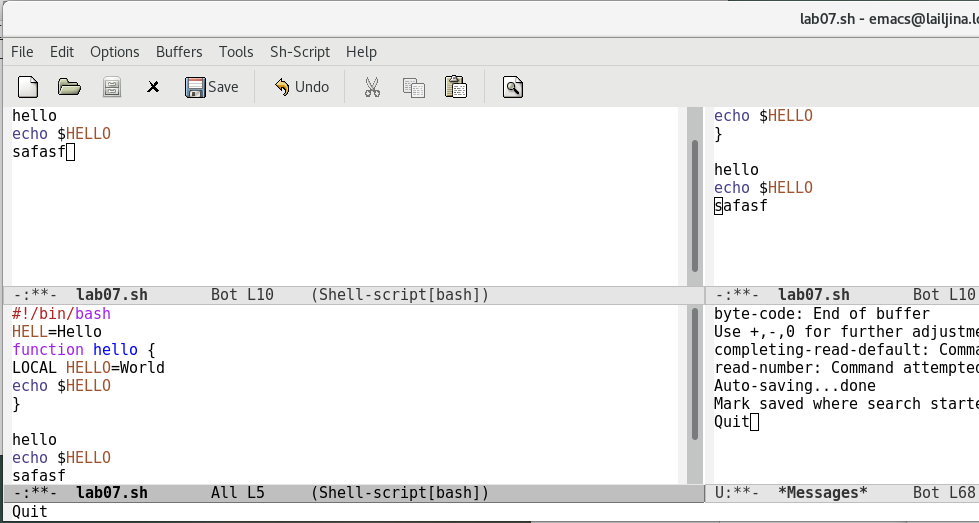 lab07.sh - emacs@lailjina.lo
File Edit Options Buffers Tools Sh-Script Help
Save Undo
hello
echo $HELLO
safasf
-:**- lab07.sh Bot L10 (Shell-script[bash])
echo $HELLO
}
hello
echo $HELLO
safasf
-:**- lab07.sh Bot L10
#!/bin/bash
HELL=Hello
function hello {
LOCAL HELLO=World
echo $HELLO
}
hello
echo $HELLO
safasf
-:**- lab07.sh All L5 (Shell-script[bash])
byte-code: End of buffer
Use +,-,0 for further adjustme
completing-read-default: Comma
read-number: Command attempted
Auto-saving...done
Mark saved where search starte
Quit
U:**- *Messages* Bot L68
Quit